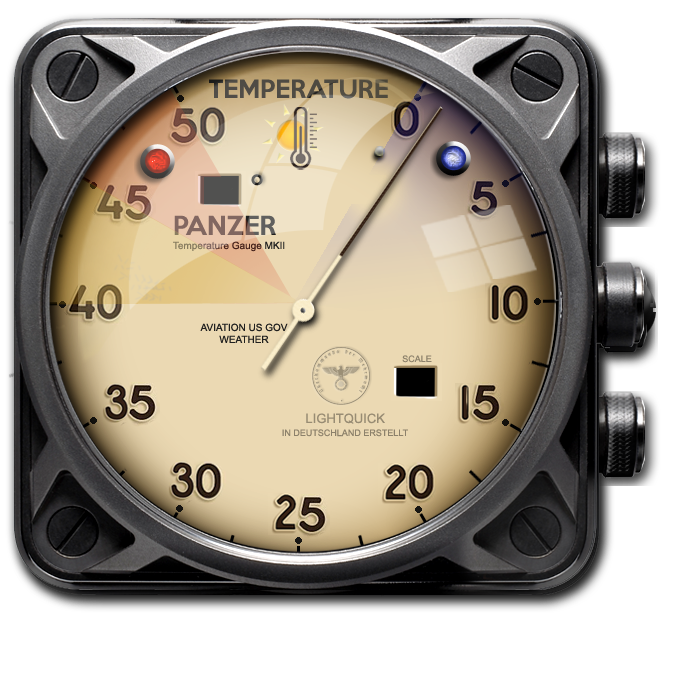 TEMPERATURE
50
0
45
5
PANZER
Temperature Gauge MKII
40
10
AVIATION US GOV
WEATHER
SCALE
35
15
LIGHTQUICK
IN DEUTSCHLAND ERSTELLT
30
20
25